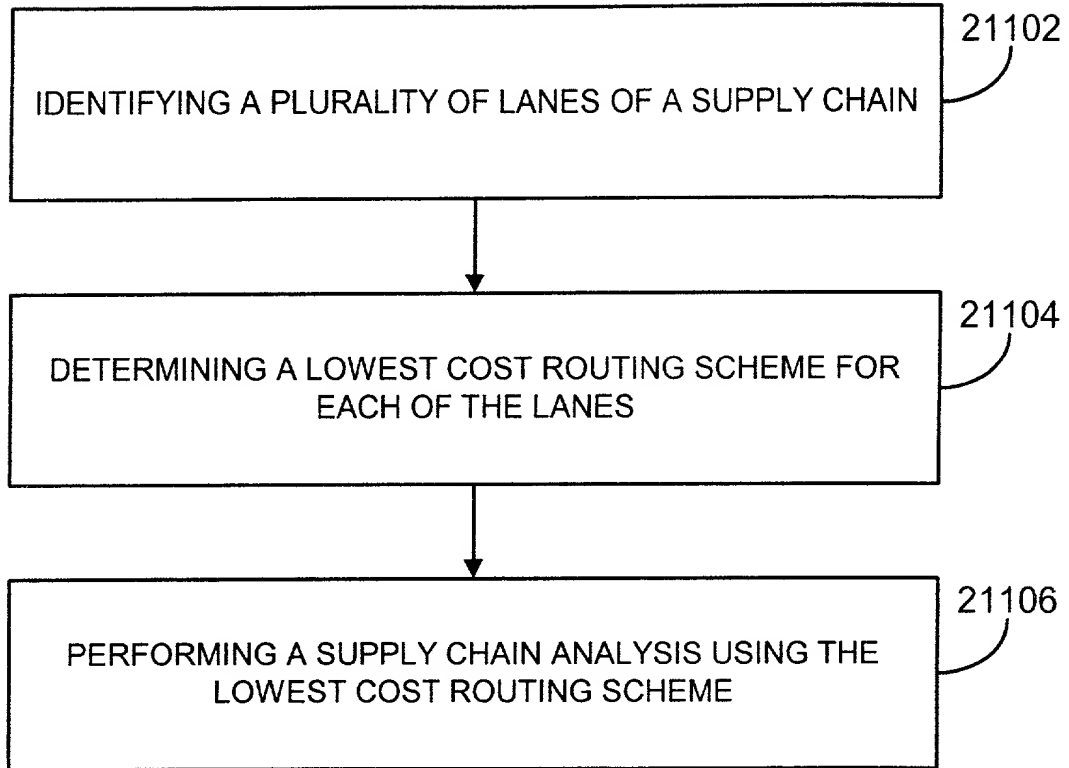 21102
IDENTIFYING A PLURALITY OF LANES OF A SUPPLY CHAIN
21104
DETERMINING A LOWEST COST ROUTING SCHEME FOR
EACH OF THE LANES
21106
PERFORMING A SUPPLY CHAIN ANALYSIS USING THE
LOWEST COST ROUTING SCHEME